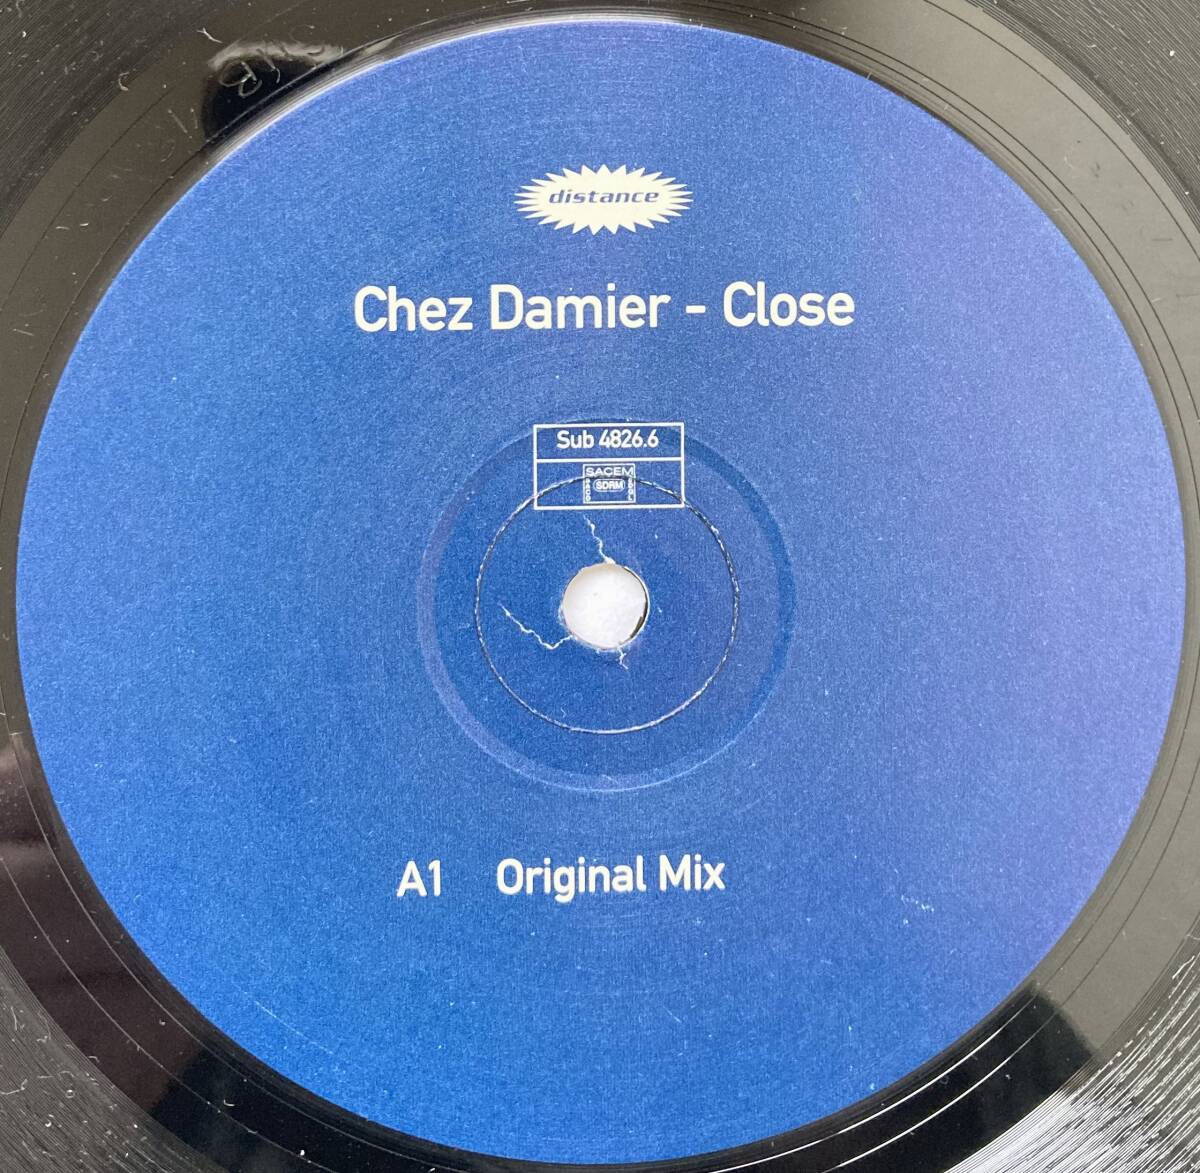 distance
Chez Damier - Close
Sub 4826.6
SACEM
SDRM
A1 Original Mix